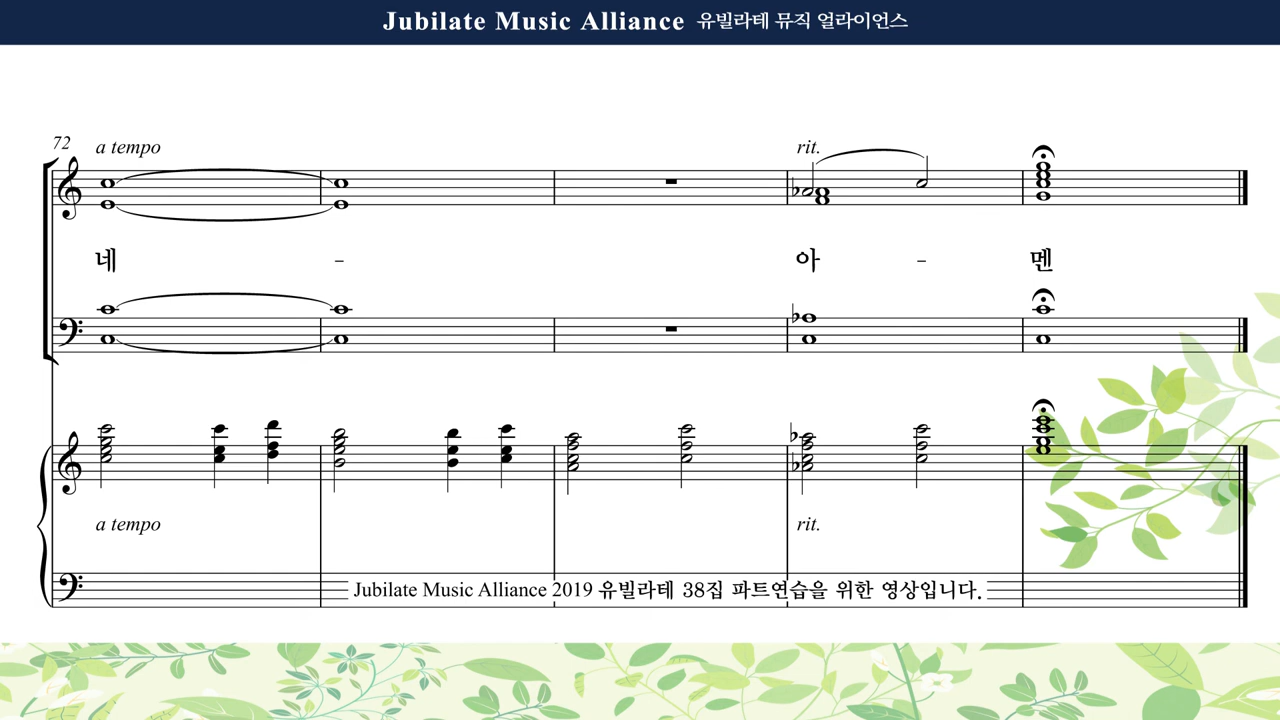 Jubilate Music Alliance 유빌라테 뮤직 얼라이언스
72 a tempo rit.
네 - 아 - 멘
a tempo rit.
Jubilate Music Alliance 2019 유빌라테 38집 파트연습을 위한 영상입니다.